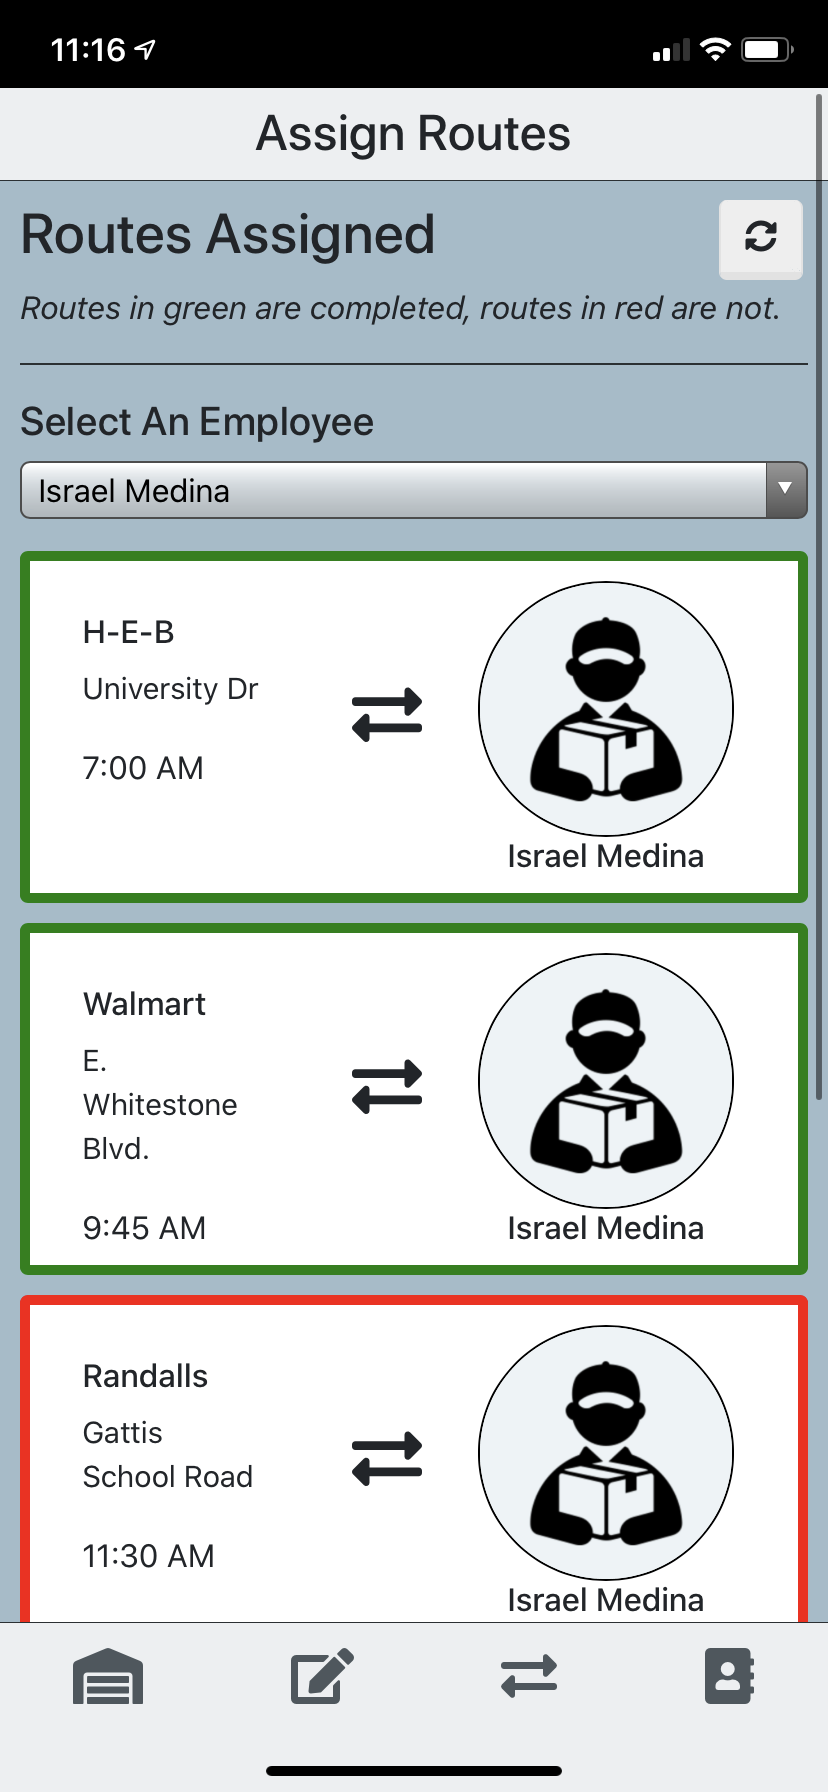 11:16
Assign Routes
Routes Assigned
Routes in green are completed, routes in red are not.
Select An Employee
Israel Medina
H-E-B
University Dr
7:00 AM
Israel Medina
Walmart
E.
Whitestone
Blvd.
9:45 AM
Israel Medina
Randalls
Gattis
School Road
11:30 AM
Israel Medina